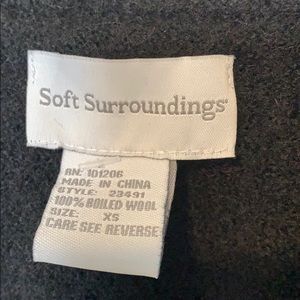 Soft Surroundings
RN: 101206
MADE IN CHINA
STYLE: 23491
100% BOILED WOOL
SIZE: XS
CARE SEE REVERSE